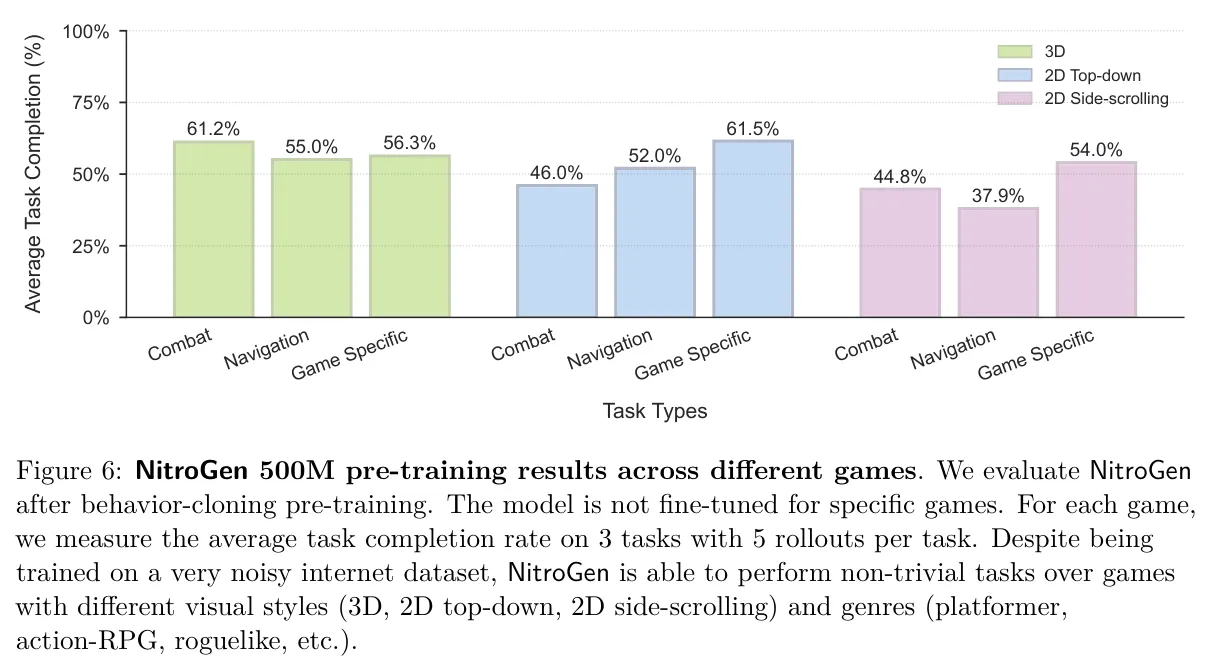 Average Task Completion (%)
100%
75%
50%
25%
0%
3D
2D Top-down
2D Side-scrolling
61.2%
55.0%
56.3%
46.0%
52.0%
61.5%
44.8%
37.9%
54.0%
Combat
Navigation
Game Specific
Combat
Navigation
Game Specific
Combat
Navigation
Game Specific
Task Types
Figure 6: NitroGen 500M pre-training results across different games. We evaluate NitroGen
after behavior-cloning pre-training. The model is not fine-tuned for specific games. For each game,
we measure the average task completion rate on 3 tasks with 5 rollouts per task. Despite being
trained on a very noisy internet dataset, NitroGen is able to perform non-trivial tasks over games
with different visual styles (3D, 2D top-down, 2D side-scrolling) and genres (platformer,
action-RPG, roguelike, etc.).